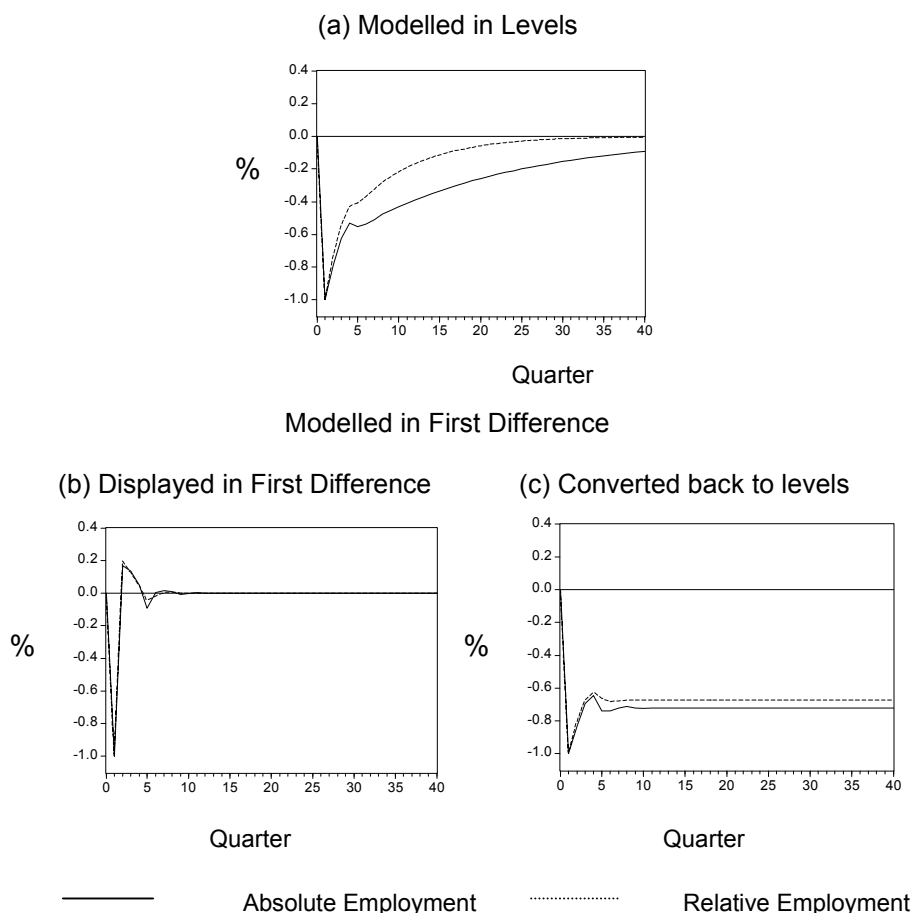 (a) Modelled in Levels
0.4
0.2
0.0
-0.2
-0.4
-0.6
-0.8
-1.0
%
0 5 10 15 20 25 30 35 40
Quarter
Modelled in First Difference
(b) Displayed in First Difference
0.4
0.2
0.0
-0.2
-0.4
-0.6
-0.8
-1.0
%
0 5 10 15 20 25 30 35 40
Quarter
(c) Converted back to levels
0.4
0.2
0.0
-0.2
-0.4
-0.6
-0.8
-1.0
%
0 5 10 15 20 25 30 35 40
Quarter
Absolute Employment
Relative Employment